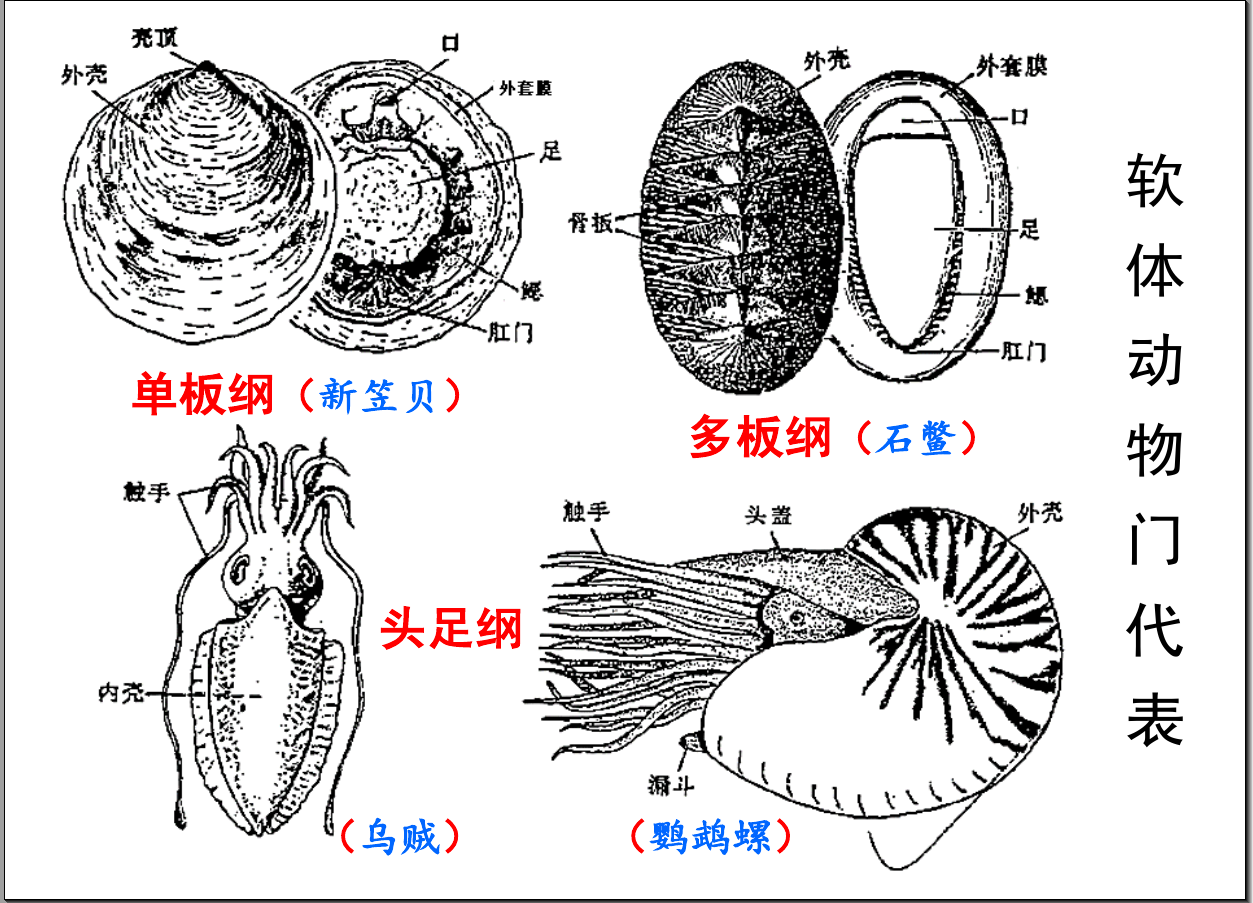 壳顶
外壳
口
外套膜
足
鳃
肛门
单板纲（新笠贝）
外壳
外套膜
口
骨板
足
鳃
肛门
多板纲（石鳖）
触手
内壳
头足纲
（乌贼）
触手
头盖
外壳
漏斗
（鹦鹉螺）
软体动物门代表